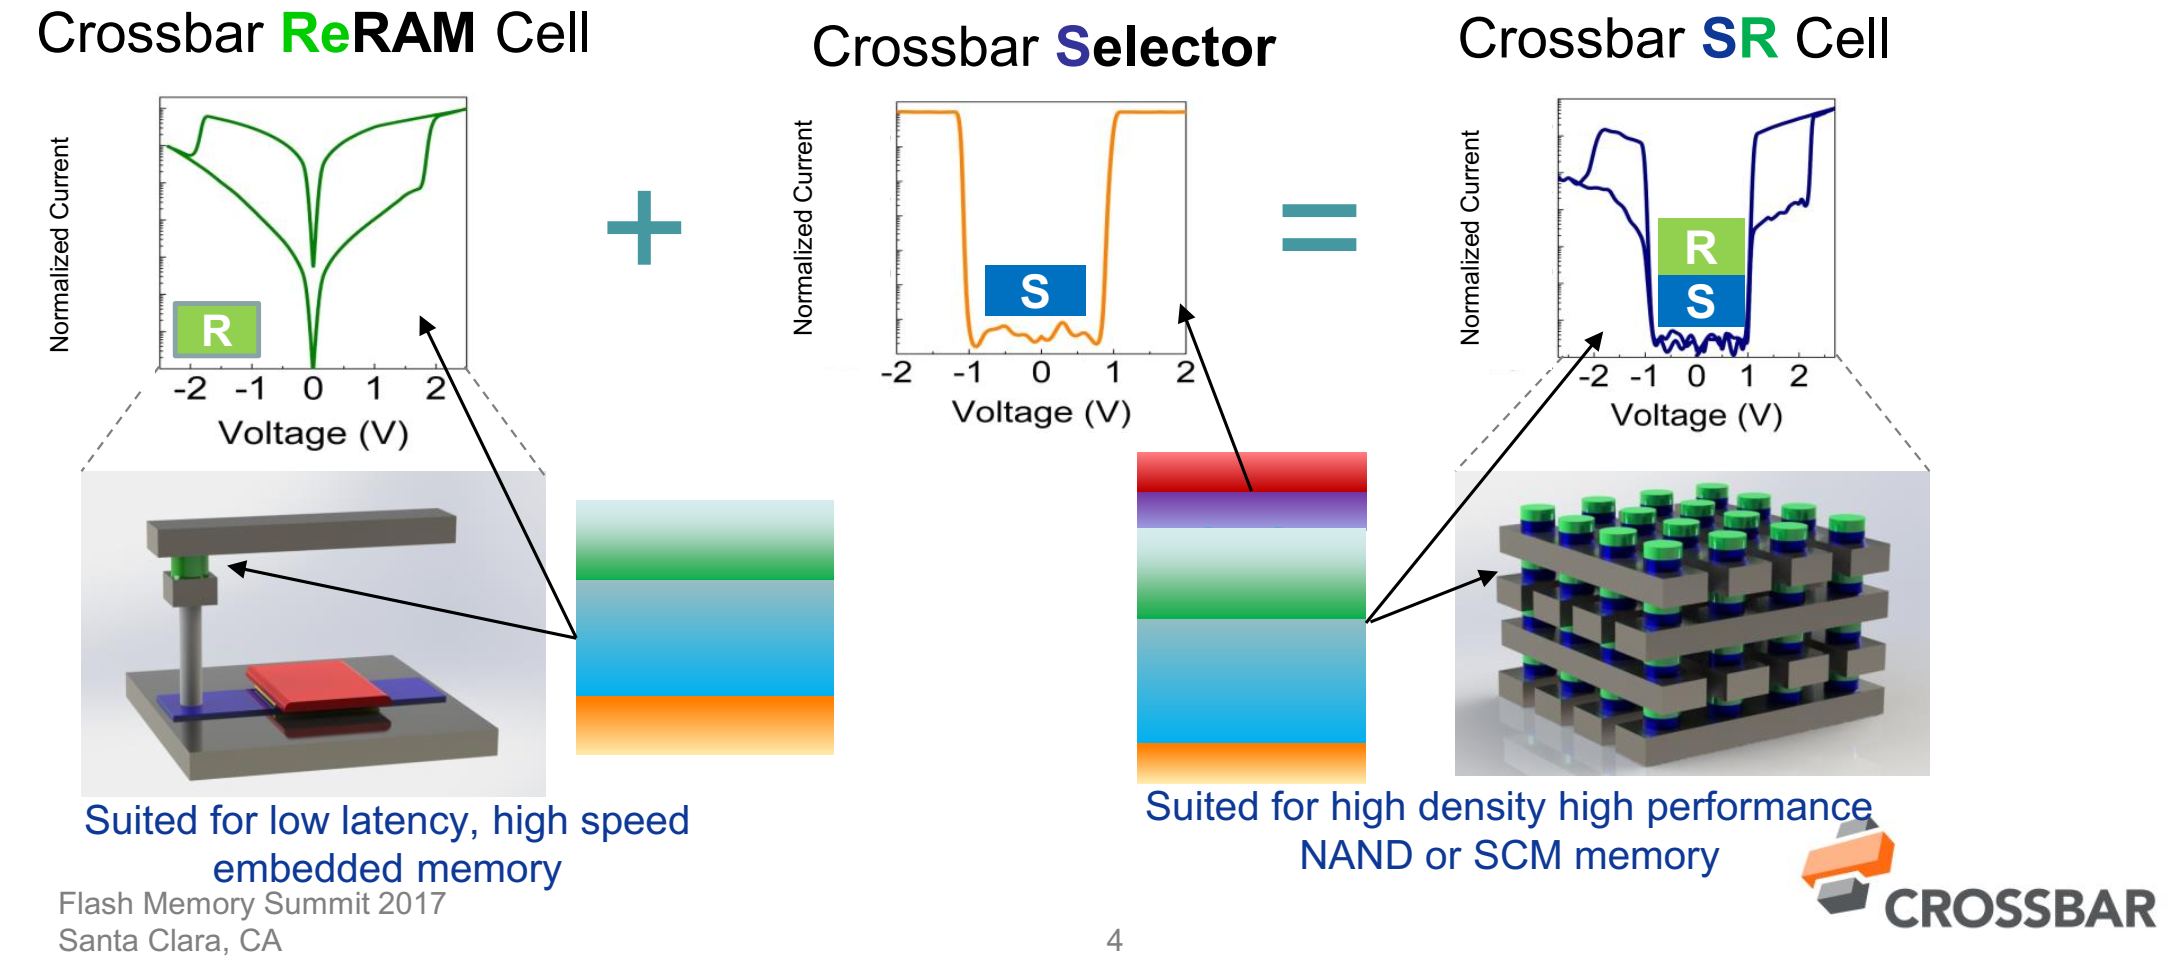 Crossbar ReRAM Cell
Crossbar Selector
Crossbar SR Cell
Normalized Current
R
-2 -1 0 1 2
Voltage (V)
+
Normalized Current
S
-2 -1 0 1 2
Voltage (V)
=
Normalized Current
R
S
-2 -1 0 1 2
Voltage (V)
Suited for low latency, high speed
embedded memory
Suited for high density high performance
NAND or SCM memory
Flash Memory Summit 2017
Santa Clara, CA
4
CROSSBAR